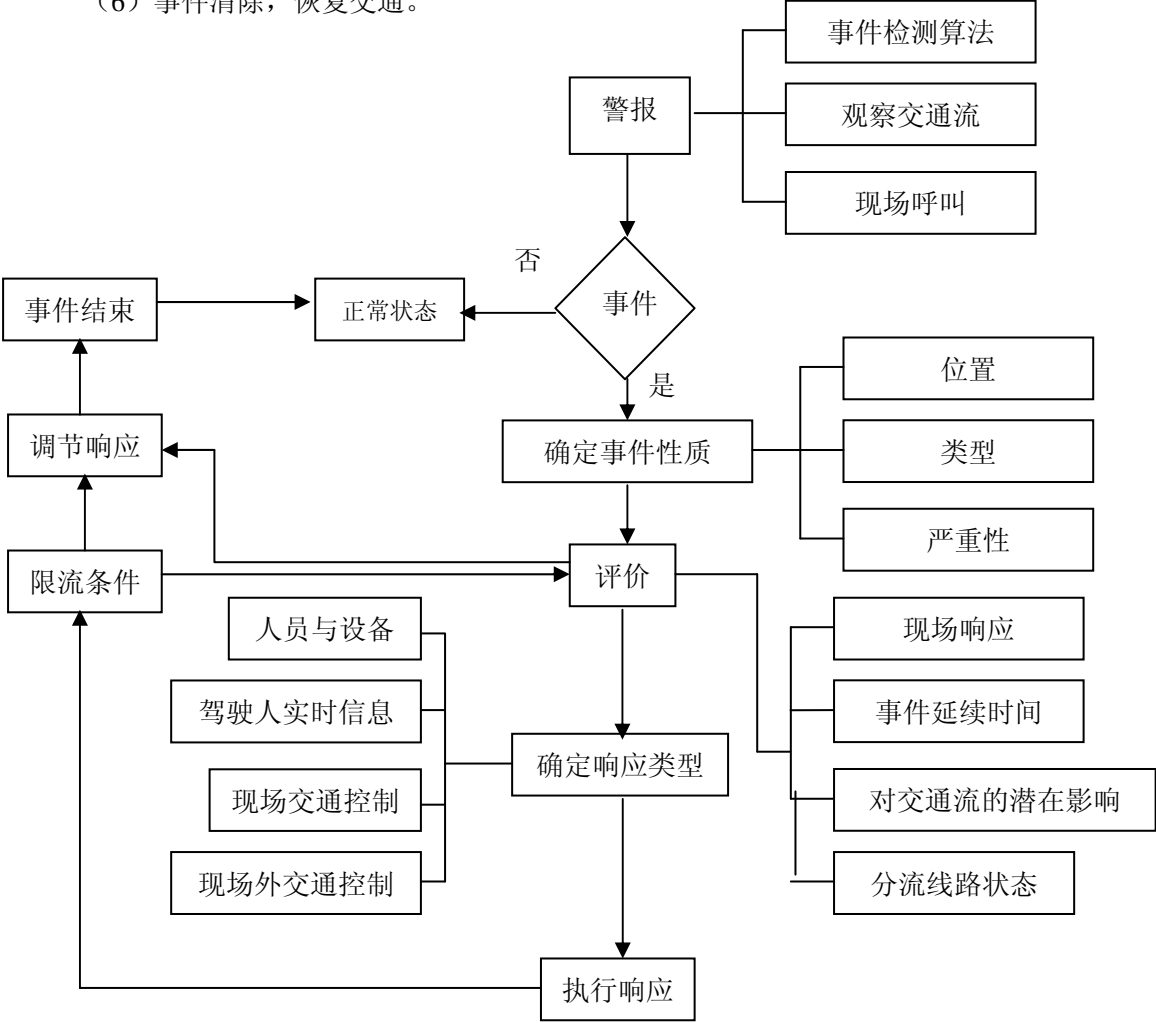 （6）事件清除，恢复交通。
事件检测算法
警报
观察交通流
现场呼叫
否
事件结束
正常状态
事件
位置
是
调节响应
确定事件性质
类型
严重性
限流条件
评价
人员与设备
现场响应
驾驶人实时信息
事件延续时间
确定响应类型
现场交通控制
对交通流的潜在影响
现场外交通控制
分流线路状态
执行响应